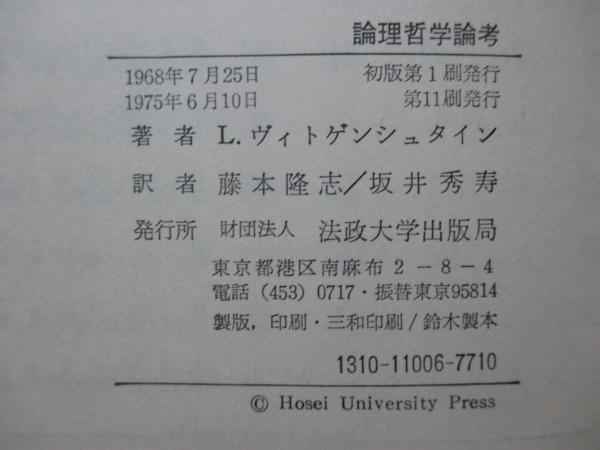 論理哲学論考
1968年7月25日 初版第1刷発行
1975年6月10日 第11刷発行
著者 L.ヴィトゲンシュタイン
訳者 藤本隆志/坂井秀寿
発行所 財団法人 法政大学出版局
東京都港区南麻布2-8-4
電話(453)0717・振替東京95814
製版,印刷・三和印刷/鈴木製本
1310-11006-7710
© Hosei University Press